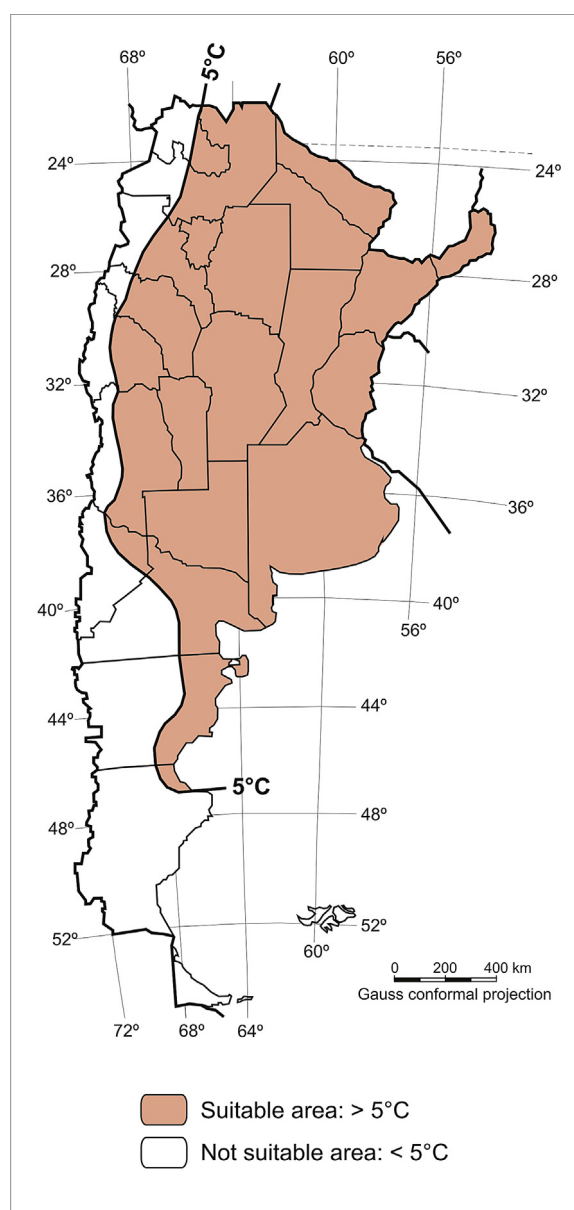 5°C
68º
60º
56º
24º
24º
28º
28º
32º
32º
36º
36º
40º
40º
56º
44º
44º
5°C
48º
48º
52º
52º
60º
0 200 400 km
Gauss conformal projection
72º
68º
64º
Suitable area: > 5°C
Not suitable area: < 5°C